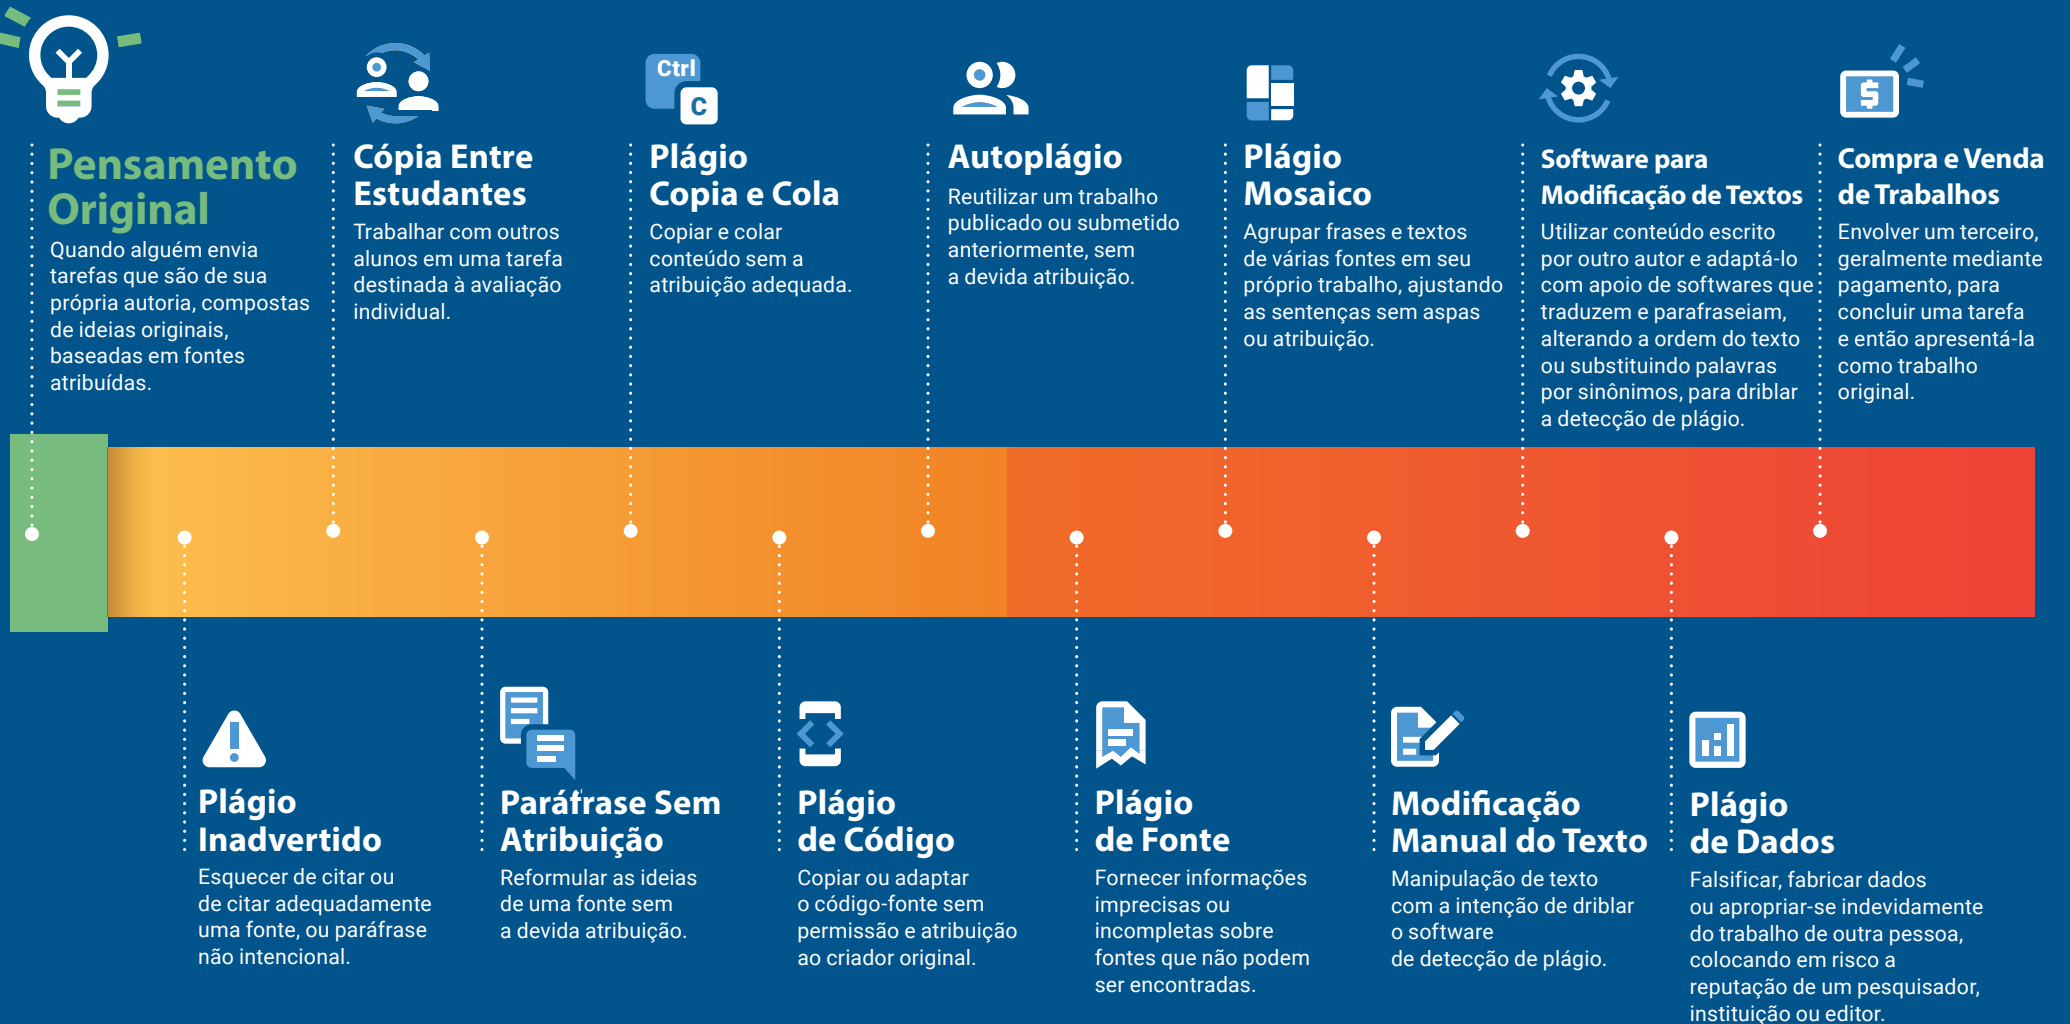 Pensamento
Original
Quando alguém envia
tarefas que são de sua
própria autoria, compostas
de ideias originais,
baseadas em fontes
atribuídas.
Cópia Entre
Estudantes
Trabalhar com outros
alunos em uma tarefa
destinada à avaliação
individual.
Ctrl
C
Plágio
Copia e Cola
Copiar e colar
conteúdo sem a
atribuição adequada.
Autoplágio
Reutilizar um trabalho
publicado ou submetido
anteriormente, sem
a devida atribuição.
Plágio
Mosaico
Agrupar frases e textos
de várias fontes em seu
próprio trabalho, ajustando
as sentenças sem aspas
ou atribuição.
Software para
Modificação de Textos
Utilizar conteúdo escrito
por outro autor e adaptá-lo
com apoio de softwares que
traduzem e parafraseiam,
alterando a ordem do texto
ou substituindo palavras
por sinônimos, para driblar
a detecção de plágio.
$
Compra e Venda
de Trabalhos
Envolver um terceiro,
geralmente mediante
pagamento, para
concluir uma tarefa
e então apresentá-la
como trabalho
original.
Plágio
Inadvertido
Esquecer de citar ou
de citar adequadamente
uma fonte, ou paráfrase
não intencional.
Paráfrase Sem
Atribuição
Reformular as ideias
de uma fonte sem
a devida atribuição.
Plágio
de Código
Copiar ou adaptar
o código-fonte sem
permissão e atribuição
ao criador original.
Plágio
de Fonte
Fornecer informações
imprecisas ou
incompletas sobre
fontes que não podem
ser encontradas.
Modificação
Manual do Texto
Manipulação de texto
com a intenção de driblar
o software
de detecção de plágio.
Plágio
de Dados
Falsificar, fabricar dados
ou apropriar-se indevidamente
do trabalho de outra pessoa,
colocando em risco a
reputação de um pesquisador,
instituição ou editor.